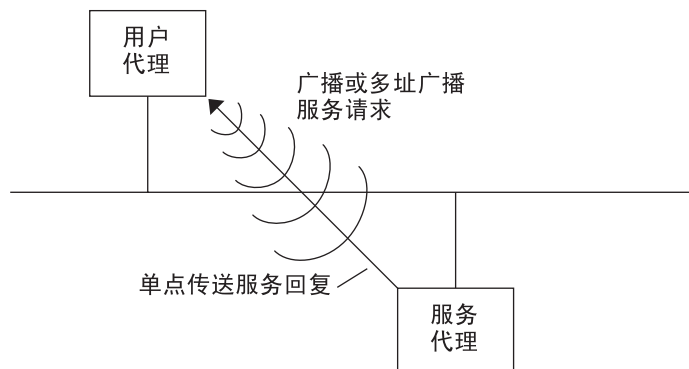 用户
代理
广播或多址广播
服务请求
单点传送服务回复
服务
代理